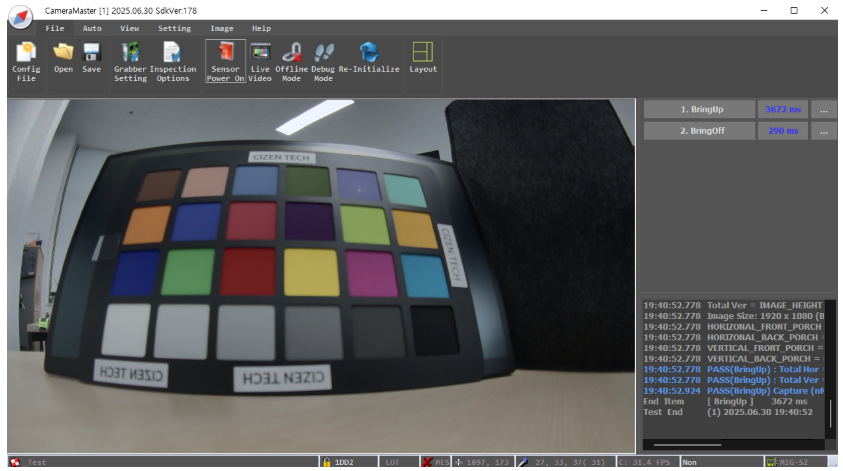 CameraMaster [1] 2025.06.30 SdkVer:178
File Auto View Setting Image Help
Config File
Open
Save
Grabber Setting
Inspection Options
Sensor Power On
Live Video
Offline Mode
Debug Mode
Re-Initialize
Layout
1. BringUp 3672 ms ...
2. BringOff 290 ms ...
CIZEN TECH
CIZEN TECH
CIZEN TECH
CIZEN TECH
19:40:52.778 Total Ver = IMAGE_HEIGHT
19:40:52.778 Image Size: 1920 x 1080 (B
19:40:52.778 HORIZONAL_FRONT_PORCH
19:40:52.778 HORIZONAL_BACK_PORCH =
19:40:52.778 VERTICAL_FRONT_PORCH =
19:40:52.778 VERTICAL_BACK_PORCH =
19:40:52.778 PASS(BringUp) : Total Hor =
19:40:52.778 PASS(BringUp) : Total Ver =
19:40:52.924 PASS(BringUp) Capture (nR
End Item [ BringUp ] 3672 ms
Test End (1) 2025.06.30 19:40:52
Test 1DD2 LOT MES 1897, 173 27, 33, 37( 31) C: 31.4 FPS Non MIG-S2